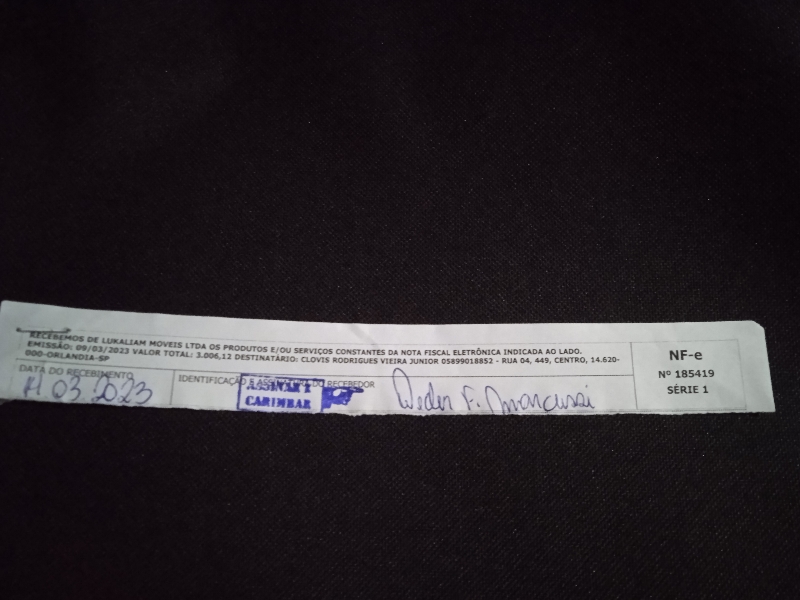 RECEBEMOS DE LUKALIAM MOVEIS LTDA OS PRODUTOS E/OU SERVIÇOS CONSTANTES DA NOTA FISCAL ELETRÔNICA INDICADA AO LADO.
EMISSÃO: 09/03/2023 VALOR TOTAL: 3.006,12 DESTINATÁRIO: CLOVIS RODRIGUES VIEIRA JUNIOR 05899018852 - RUA 04, 449, CENTRO, 14.620-
000-ORLANDIA-SP
NF-e
Nº 185419
SÉRIE 1
DATA DO RECEBIMENTO
11 03 2023
IDENTIFICAÇÃO E ASSINATURA DO RECEBEDOR
ASSINAR E
CARIMBAR
F. Marcussi